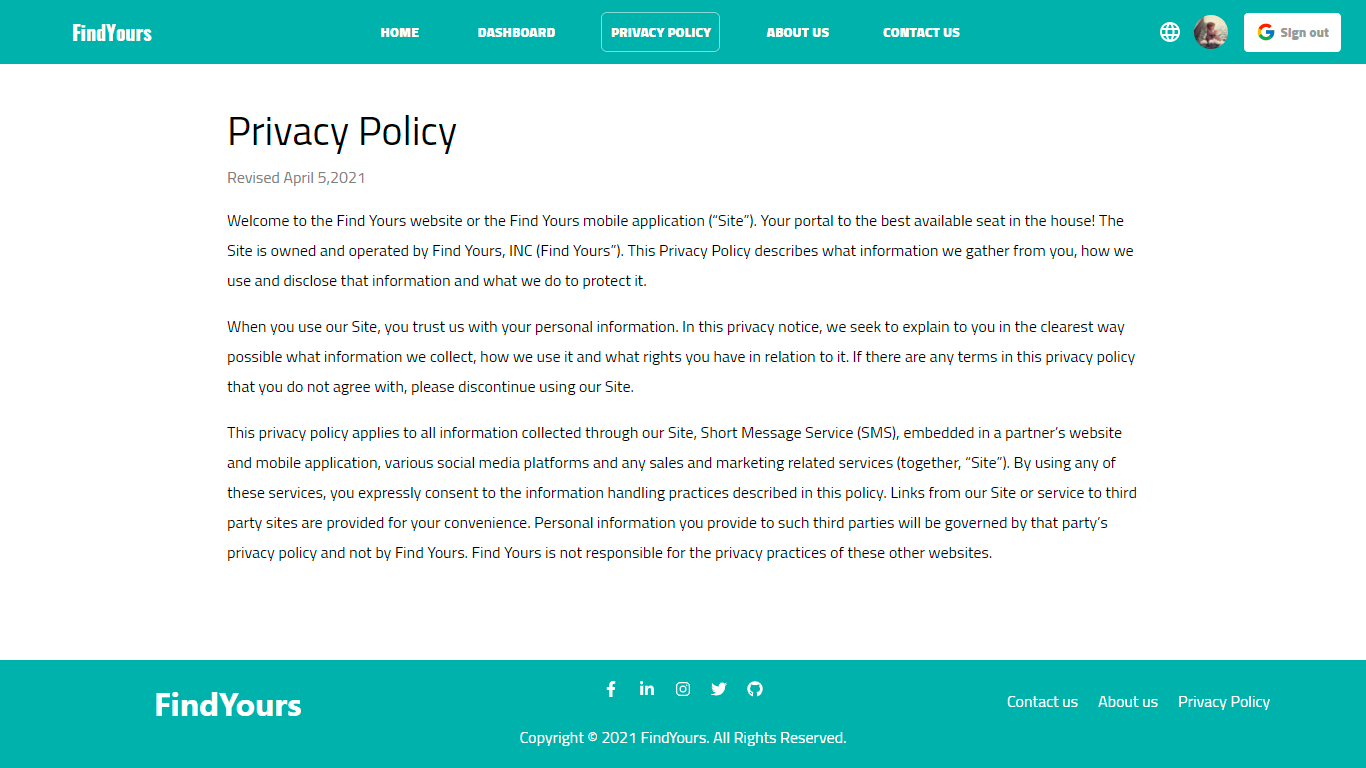 FindYours
HOME
DASHBOARD
PRIVACY POLICY
ABOUT US
CONTACT US
Sign out
Privacy Policy
Revised April 5,2021
Welcome to the Find Yours website or the Find Yours mobile application (“Site”). Your portal to the best available seat in the house! The
Site is owned and operated by Find Yours, INC (Find Yours”). This Privacy Policy describes what information we gather from you, how we
use and disclose that information and what we do to protect it.
When you use our Site, you trust us with your personal information. In this privacy notice, we seek to explain to you in the clearest way
possible what information we collect, how we use it and what rights you have in relation to it. If there are any terms in this privacy policy
that you do not agree with, please discontinue using our Site.
This privacy policy applies to all information collected through our Site, Short Message Service (SMS), embedded in a partner’s website
and mobile application, various social media platforms and any sales and marketing related services (together, “Site”). By using any of
these services, you expressly consent to the information handling practices described in this policy. Links from our Site or service to third
party sites are provided for your convenience. Personal information you provide to such third parties will be governed by that party’s
privacy policy and not by Find Yours. Find Yours is not responsible for the privacy practices of these other websites.
FindYours
Contact us
About us
Privacy Policy
Copyright © 2021 FindYours. All Rights Reserved.